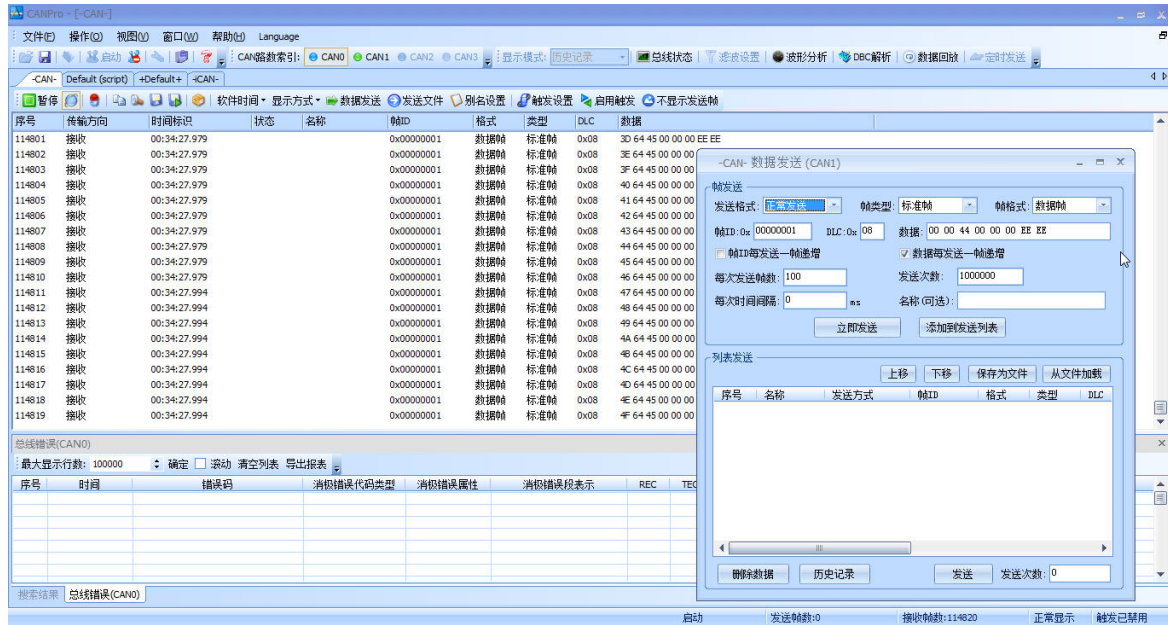 CANPro - [-CAN-]
文件(F) 操作(O) 视图(V) 窗口(W) 帮助(H) Language
启动 CAN路数索引: CAN0 CAN1 CAN2 CAN3 显示模式: 历史记录 总线状态 滤波设置 波形分析 DBC解析 数据回放 定时发送
-CAN- Default (script) +Default+ +CAN-
暂停 软件时间 显示方式 数据发送 发送文件 别名设置 触发设置 启用触发 不显示发送帧
序号 传输方向 时间标识 状态 名称 帧ID 格式 类型 DLC 数据
114801 接收 00:34:27.979 0x00000001 数据帧 标准帧 0x08 3D 64 45 00 00 00 EE EE
114802 接收 00:34:27.979 0x00000001 数据帧 标准帧 0x08 3E 64 45 00 00 00
114803 接收 00:34:27.979 0x00000001 数据帧 标准帧 0x08 3F 64 45 00 00 00
114804 接收 00:34:27.979 0x00000001 数据帧 标准帧 0x08 40 64 45 00 00 00
114805 接收 00:34:27.979 0x00000001 数据帧 标准帧 0x08 41 64 45 00 00 00
114806 接收 00:34:27.979 0x00000001 数据帧 标准帧 0x08 42 64 45 00 00 00
114807 接收 00:34:27.979 0x00000001 数据帧 标准帧 0x08 43 64 45 00 00 00
114808 接收 00:34:27.979 0x00000001 数据帧 标准帧 0x08 44 64 45 00 00 00
114809 接收 00:34:27.979 0x00000001 数据帧 标准帧 0x08 45 64 45 00 00 00
114810 接收 00:34:27.979 0x00000001 数据帧 标准帧 0x08 46 64 45 00 00 00
114811 接收 00:34:27.994 0x00000001 数据帧 标准帧 0x08 47 64 45 00 00 00
114812 接收 00:34:27.994 0x00000001 数据帧 标准帧 0x08 48 64 45 00 00 00
114813 接收 00:34:27.994 0x00000001 数据帧 标准帧 0x08 49 64 45 00 00 00
114814 接收 00:34:27.994 0x00000001 数据帧 标准帧 0x08 4A 64 45 00 00 00
114815 接收 00:34:27.994 0x00000001 数据帧 标准帧 0x08 4B 64 45 00 00 00
114816 接收 00:34:27.994 0x00000001 数据帧 标准帧 0x08 4C 64 45 00 00 00
114817 接收 00:34:27.994 0x00000001 数据帧 标准帧 0x08 4D 64 45 00 00 00
114818 接收 00:34:27.994 0x00000001 数据帧 标准帧 0x08 4E 64 45 00 00 00
114819 接收 00:34:27.994 0x00000001 数据帧 标准帧 0x08 4F 64 45 00 00 00
总线错误(CAN0)
最大显示行数: 100000 确定 滚动 清空列表 导出报表
序号 时间 错误码 消极错误代码类型 消极错误属性 消极错误段表示 REC TEC
搜索结果 总线错误(CAN0)
-CAN- 数据发送 (CAN1)
帧发送
发送格式: 正常发送 帧类型: 标准帧 帧格式: 数据帧
帧ID:0x 00000001 DLC:0x 08 数据: 00 00 44 00 00 00 EE EE
帧ID每发送一帧递增 数据每发送一帧递增
每次发送帧数: 100 发送次数: 1000000
每次时间间隔: 0 ms 名称(可选):
立即发送 添加到发送列表
列表发送
上移 下移 保存为文件 从文件加载
序号 名称 发送方式 帧ID 格式 类型 DLC
删除数据 历史记录 发送 发送次数: 0
启动 发送帧数:0 接收帧数:114820 正常显示 触发已禁用